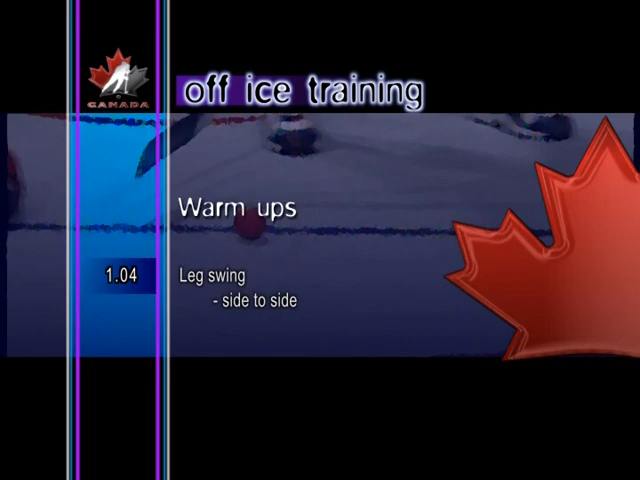 CANADA
off ice training
Warm ups
1.04
Leg swing
- side to side